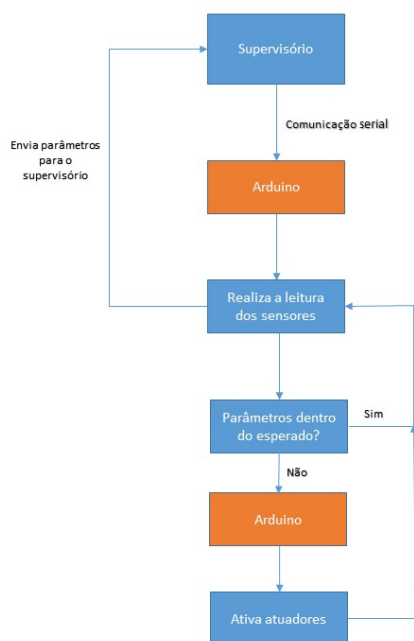 Supervisório
Comunicação serial
Envia parâmetros
para o
supervisório
Arduino
Realiza a leitura
dos sensores
Parâmetros dentro
do esperado?
Sim
Não
Arduino
Ativa atuadores